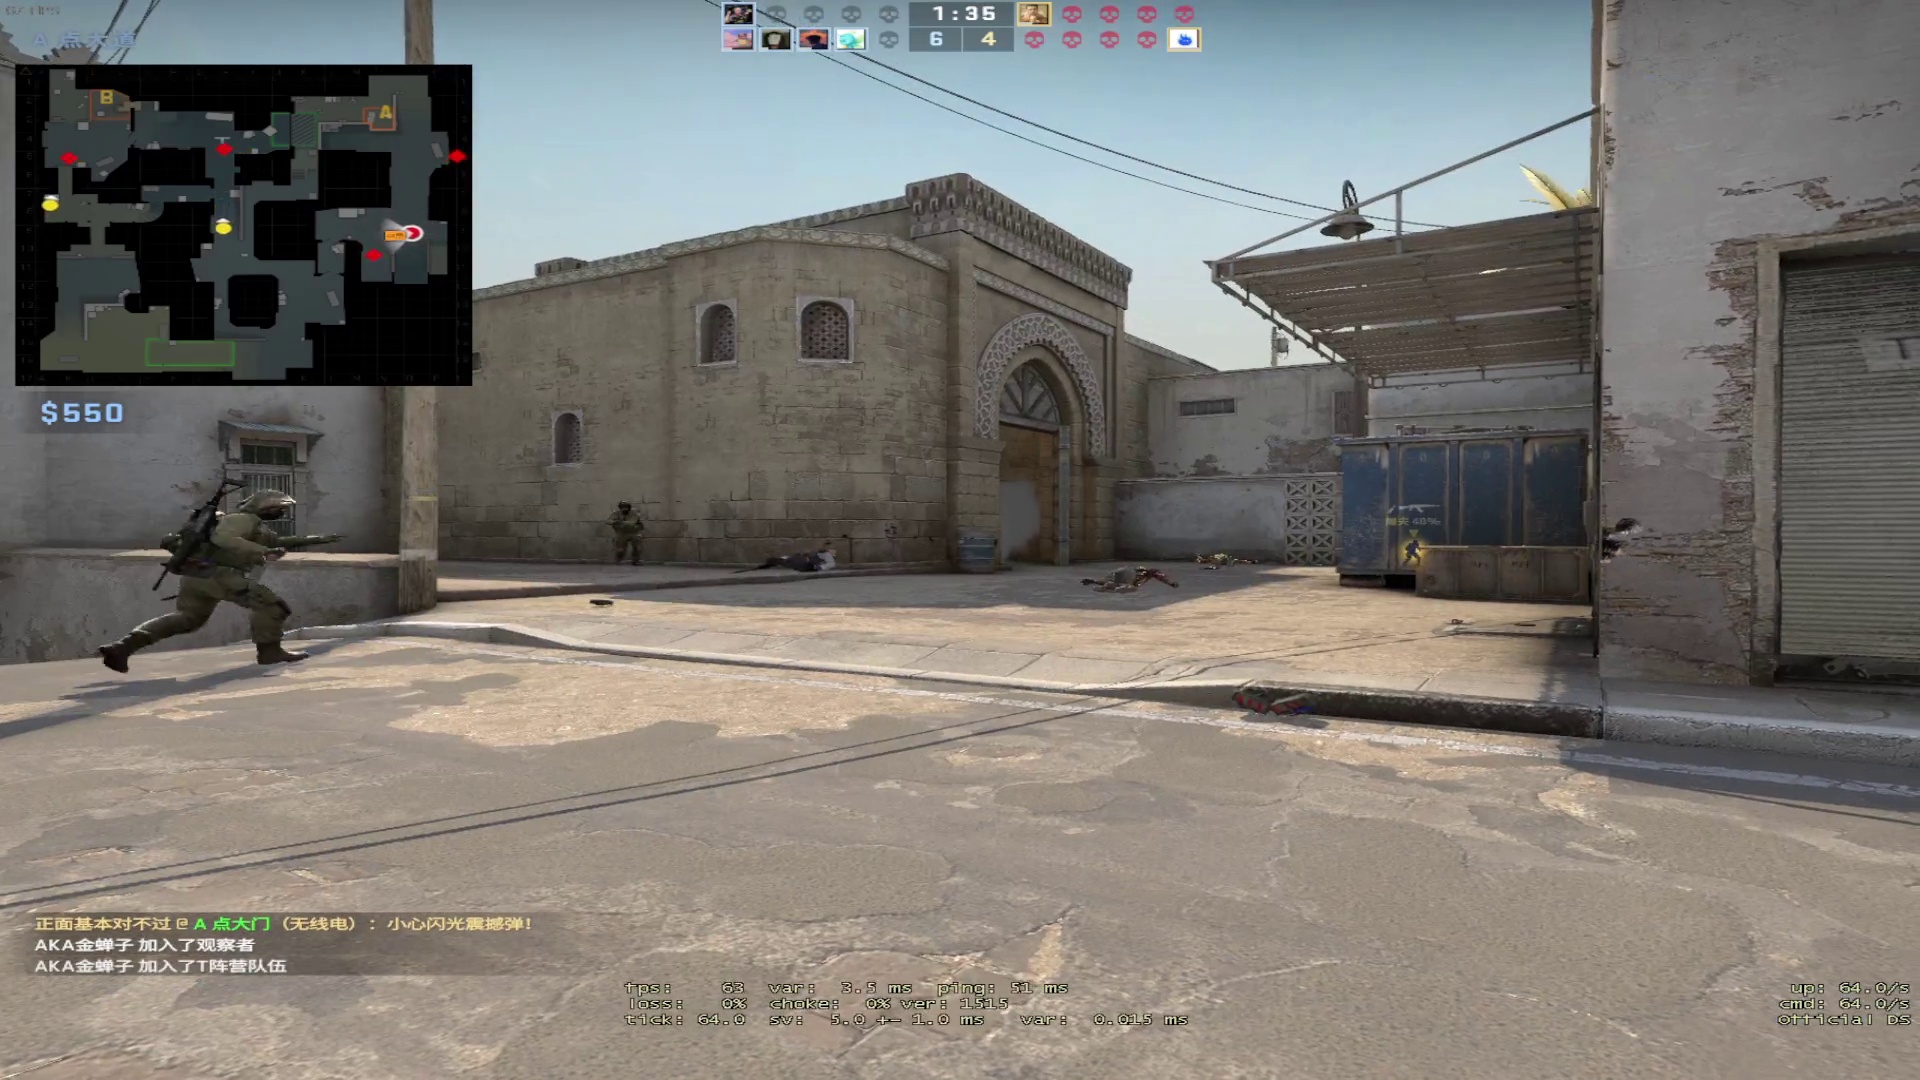 A 点大道
1:35
6 4
B
A
$550
正面基本对不过 @ A 点大门 (无线电) : 小心闪光震撼弹!
AKA金蝉子 加入了观察者
AKA金蝉子 加入了T阵营队伍
fps: 63 var: 3.5 ms ping: 51 ms
loss: 0% choke: 0% ver: 1515
tick: 64.0 sv: 5.0 +- 1.0 ms var: 0.015 ms
up: 64.0/s
cmd: 64.0/s
Official DS